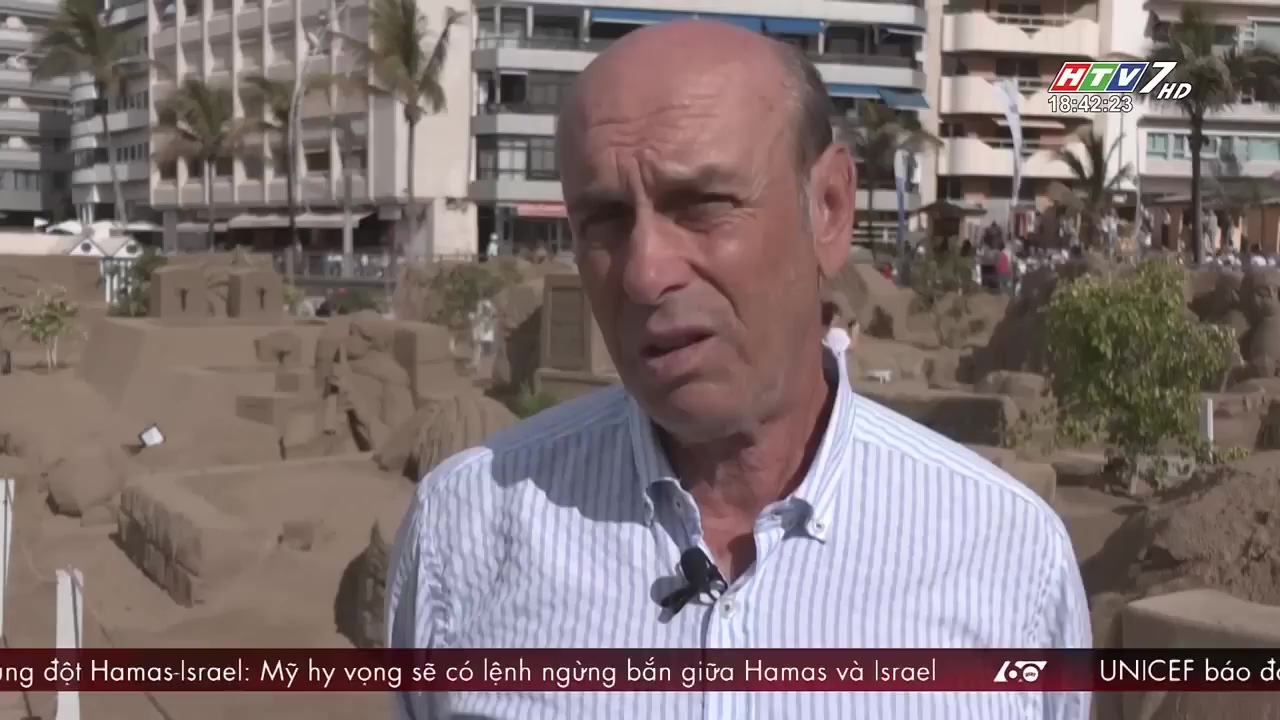 HTV7 HD
18:42:23
đột Hamas-Israel: Mỹ hy vọng sẽ có lệnh ngừng bắn giữa Hamas và Israel
60
UNICEF báo